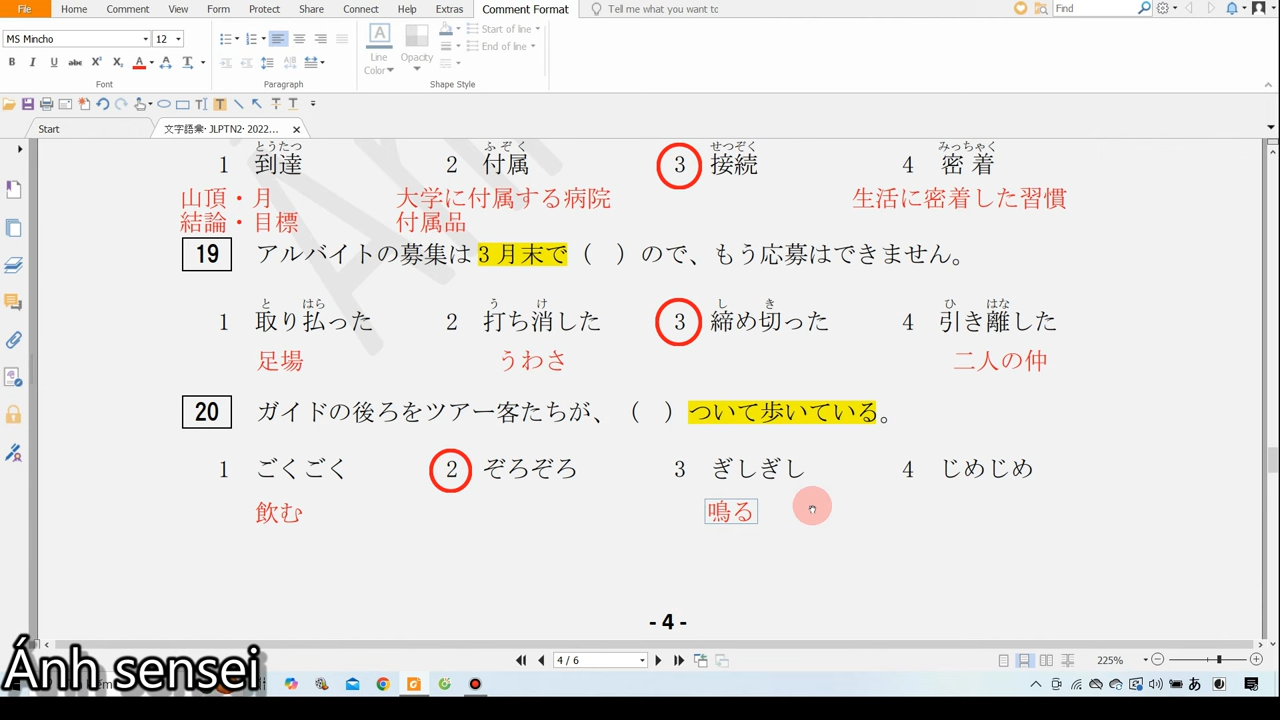 File Home Comment View Form Protect Share Connect Help Extras Comment Format Tell me what you want to Find
MS Mincho 12 Line Color Opacity Start of line End of line
Font Paragraph Shape Style
Start 文字語彙· JLPTN2· 2022...
とうたつ ふぞく せつぞく みっちゃく
1 到達 2 付属 3 接続 4 密着
山頂・月 大学に付属する病院 生活に密着した習慣
結論・目標 付属品
19 アルバイトの募集は3月末で（ ）ので、もう応募はできません。
と はら う け し き ひ はな
1 取り払った 2 打ち消した 3 締め切った 4 引き離した
足場 うわさ 二人の仲
20 ガイドの後ろをツアー客たちが、（ ）ついて歩いている。
1 ごくごく 2 ぞろぞろ 3 ぎしぎし 4 じめじめ
飲む 鳴る
- 4 -
4 / 6 225%
Ánh sensei